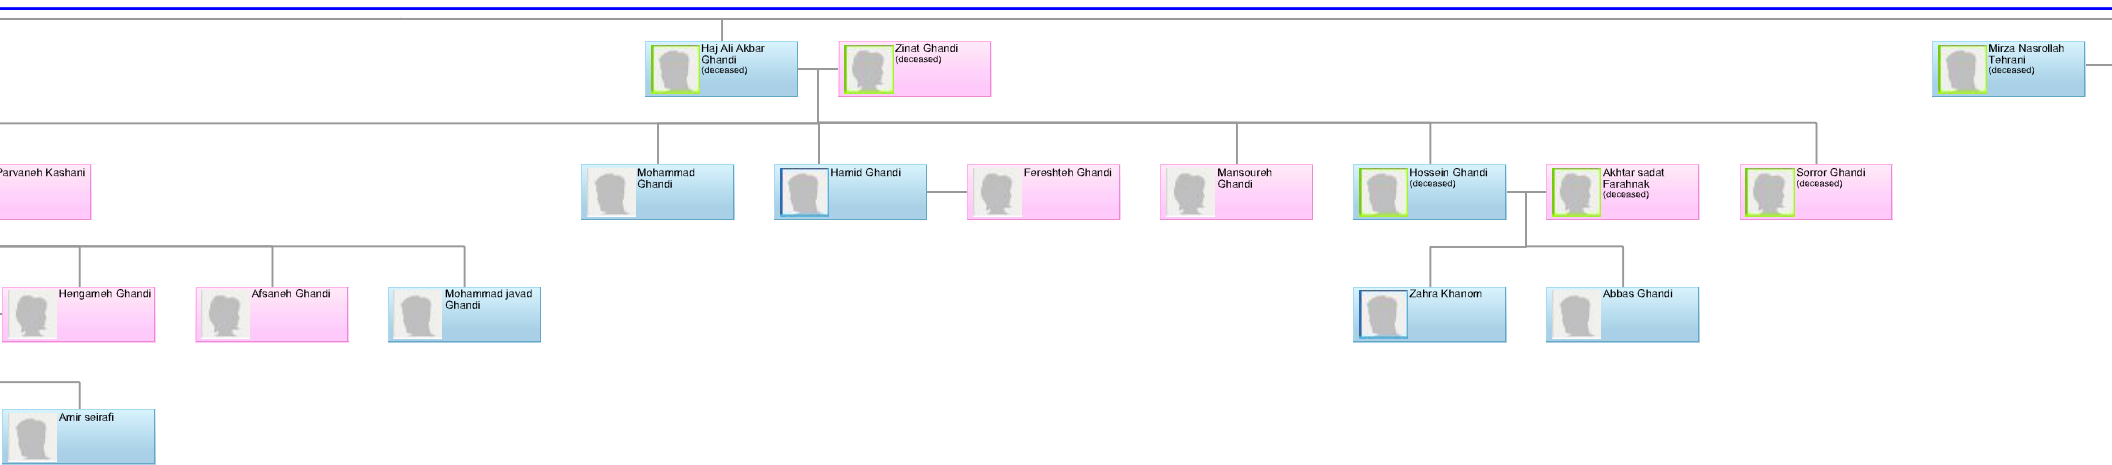 Haj Ali Akbar
Ghandi
(deceased)
Zinat Ghandi
(deceased)
Mirza Nasrollah
Tehrani
(deceased)
Parvaneh Kashani
Mohammad
Ghandi
Hamid Ghandi
Fereshteh Ghandi
Mansoureh
Ghandi
Hossein Ghandi
(deceased)
Akhtar sadat
Farahnak
(deceased)
Sorror Ghandi
(deceased)
Hengameh Ghandi
Afsaneh Ghandi
Mohammad javad
Ghandi
Zahra Khanom
Abbas Ghandi
Amir seirafi